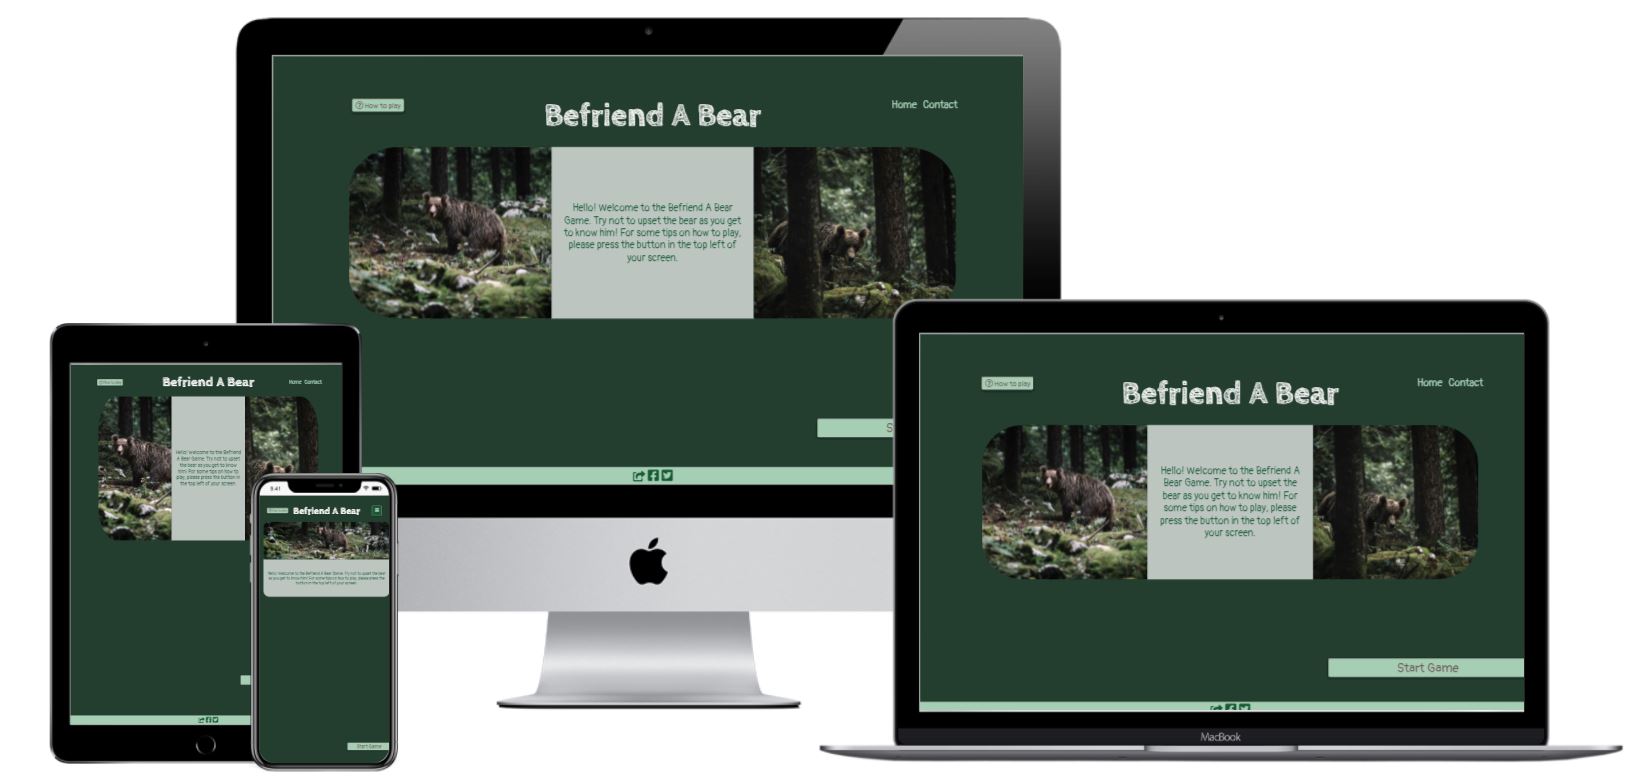 How to play
Befriend A Bear
Home Contact
Hello! Welcome to the Befriend A Bear
Game. Try not to upset the bear as you get
to know him! For some tips on how to play,
please press the button in the top left of
your screen.
S
How to play
Befriend A Bear
Home Contact
Hello! Welcome to the Befriend A
Bear Game. Try not to upset the
bear as you get to know him! For
some tips on how to play, please
press the button in the top left of
your screen.
Start Game
MacBook
Befriend A Bear
Home Contact
Hello! Welcome to the Befriend
A Bear Game. Try not to upset
the bear as you get to know
him! For some tips on how to
play, please press the button in
the top left of your screen.
9:41
Befriend A Bear
Hello! Welcome to the Befriend A Bear Game. Try not to upset the bear
as you get to know him! For some tips on how to play, please press the
button in the top left of your screen.
Start Game